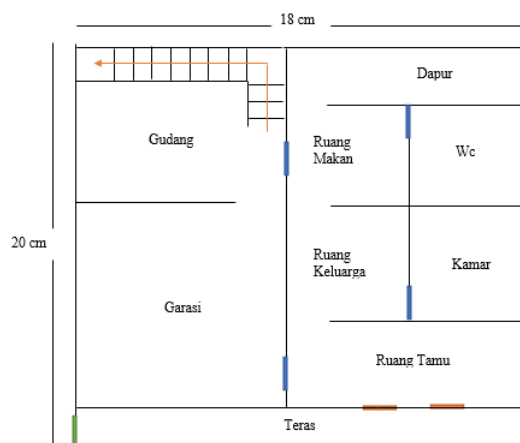 18 cm
Dapur
Gudang
Ruang
Makan
Wc
20 cm
Ruang
Keluarga
Kamar
Garasi
Ruang Tamu
Teras